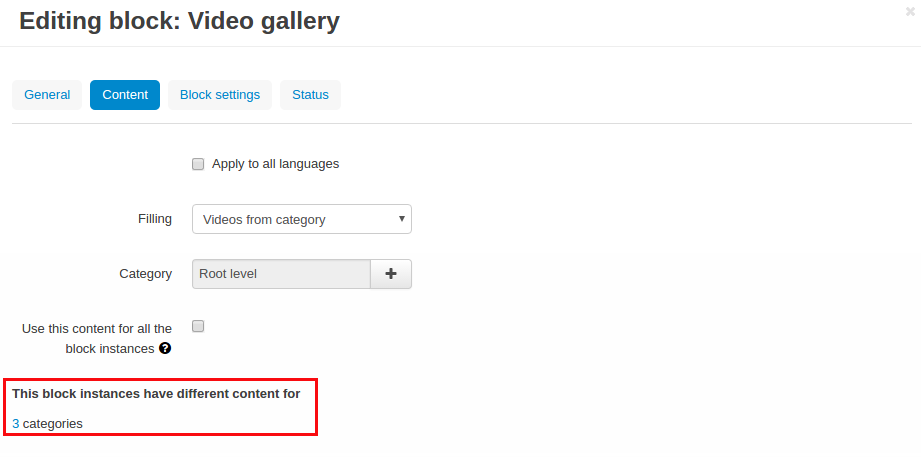 Editing block: Video gallery
General
Content
Block settings
Status
Apply to all languages
Filling
Videos from category
Category
Root level
Use this content for all the
block instances
This block instances have different content for
3 categories